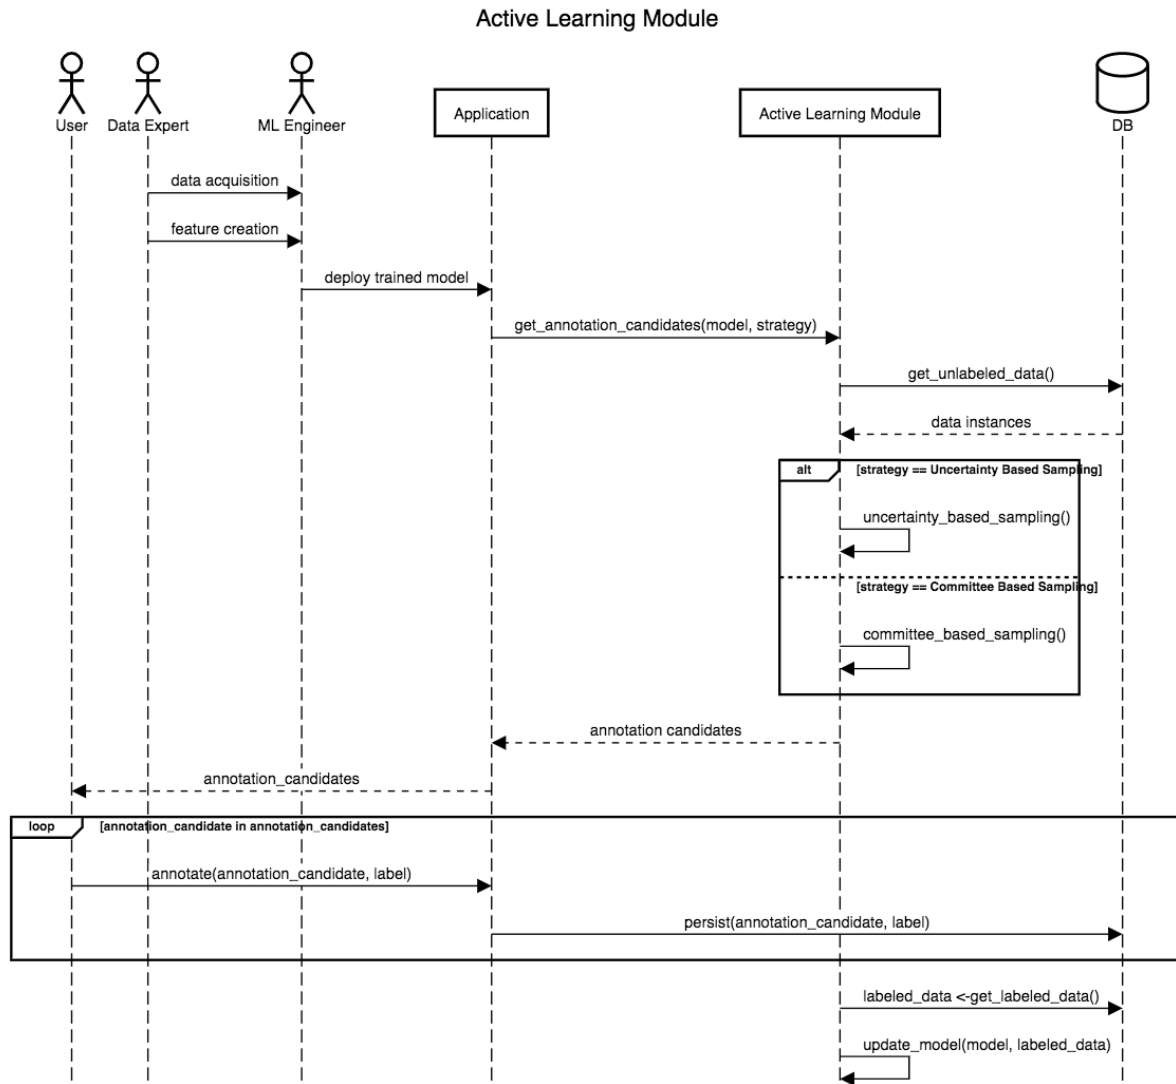 Active Learning Module
User
Data Expert
ML Engineer
Application
Active Learning Module
DB
data acquisition
feature creation
deploy trained model
get_annotation_candidates(model, strategy)
get_unlabeled_data()
data instances
alt
[strategy == Uncertainty Based Sampling]
uncertainty_based_sampling()
[strategy == Committee Based Sampling]
committee_based_sampling()
annotation candidates
annotation_candidates
loop
[annotation_candidate in annotation_candidates]
annotate(annotation_candidate, label)
persist(annotation_candidate, label)
labeled_data <-get_labeled_data()
update_model(model, labeled_data)